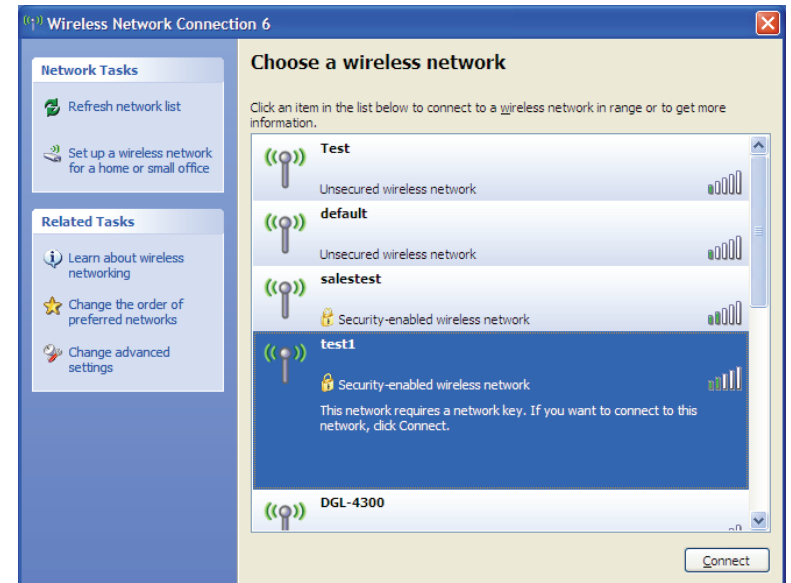 Wireless Network Connection 6
Network Tasks
Refresh network list
Set up a wireless network
for a home or small office
Related Tasks
Learn about wireless
networking
Change the order of
preferred networks
Change advanced
settings
Choose a wireless network
Click an item in the list below to connect to a wireless network in range or to get more
information.
Test
Unsecured wireless network
default
Unsecured wireless network
salestest
Security-enabled wireless network
test1
Security-enabled wireless network
This network requires a network key. If you want to connect to this
network, click Connect.
DGL-4300
Connect